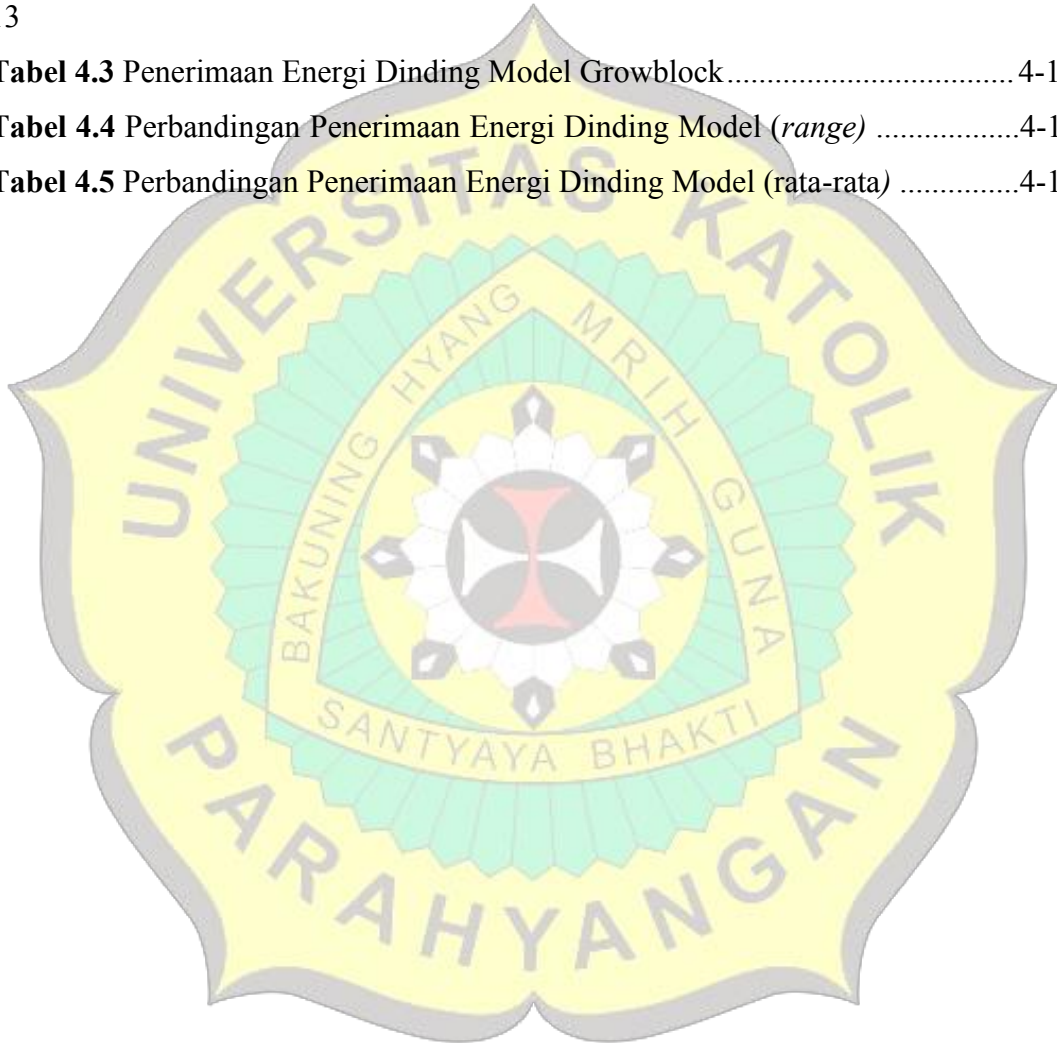 13
Tabel 4.3 Penerimaan Energi Dinding Model Growblock.................................. 4-1
Tabel 4.4 Perbandingan Penerimaan Energi Dinding Model (range) .................4-1
Tabel 4.5 Perbandingan Penerimaan Energi Dinding Model (rata-rata) ...............4-1
UNIVERSITAS KATOLIK
BAKUNING HYANG MRIH GUNA
SANTYAYA BHAKTI
PARAHYANGAN